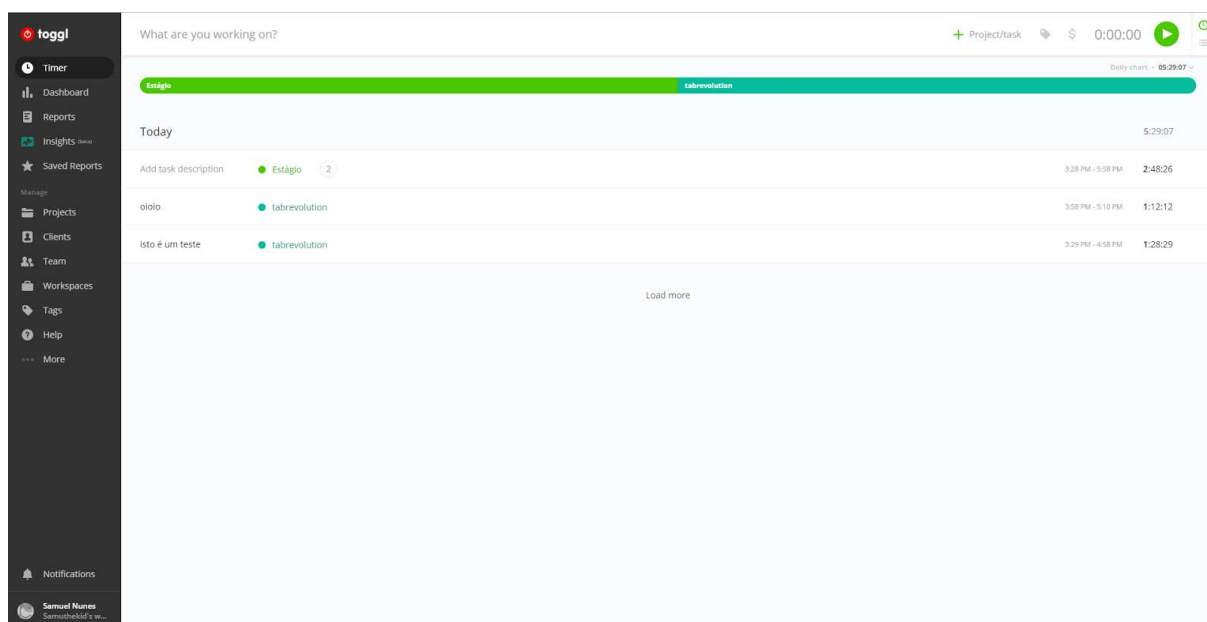 toggl
Timer
Dashboard
Reports
Insights (beta)
Saved Reports
Manage
Projects
Clients
Team
Workspaces
Tags
Help
More
Notifications
Samuel Nunes
Samuthekid's w...
What are you working on?
+ Project/task $ 0:00:00
Daily chart • 05:29:07
Estágio tabrevolution
Today 5:29:07
Add task description Estágio 2 3:28 PM - 5:58 PM 2:48:26
oioio tabrevolution 3:58 PM - 5:10 PM 1:12:12
isto é um teste tabrevolution 3:29 PM - 4:58 PM 1:28:29
Load more